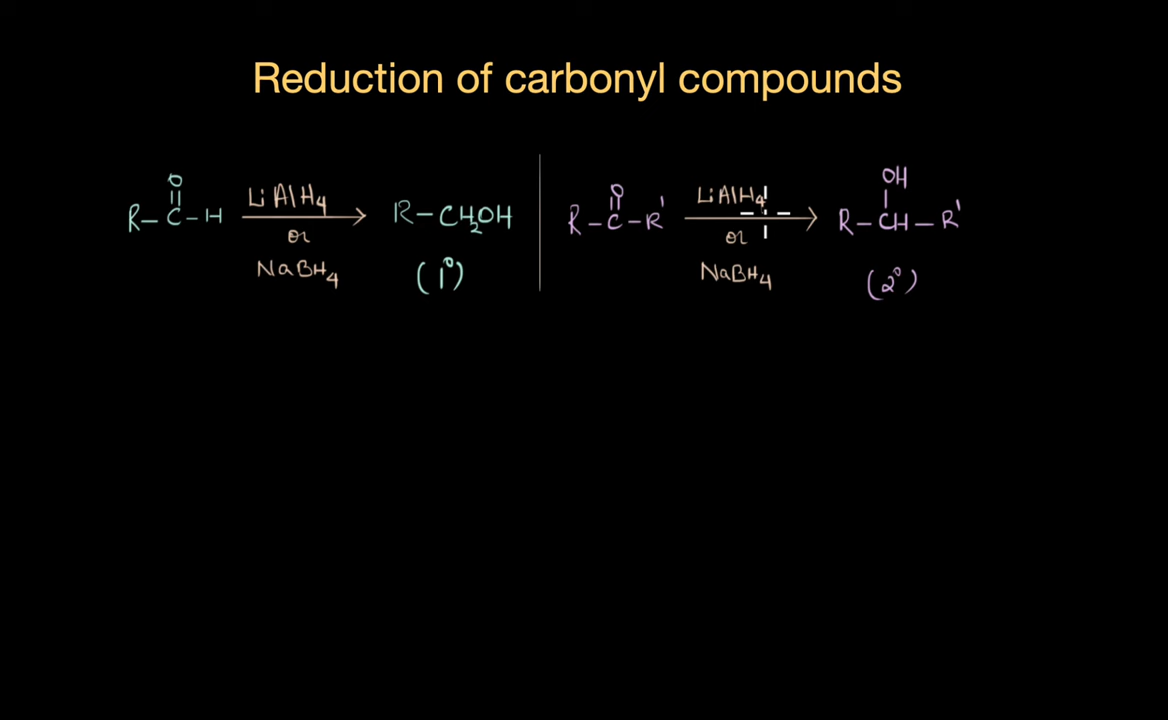 Reduction of carbonyl compounds
O
R-C-H
LiAlH4
or
NaBH4
R-CH2OH
(1°)
O
R-C-R'
LiAlH4
or
NaBH4
OH
R-CH-R'
(2°)